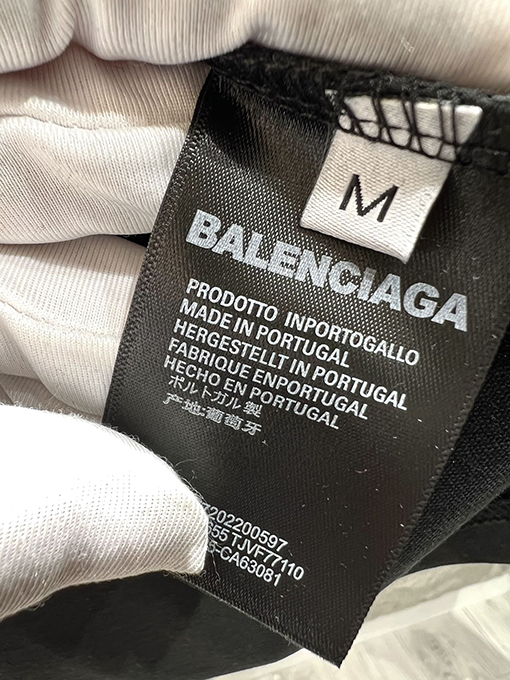 M
BALENCIAGA
PRODOTTO INPORTOGALLO
MADE IN PORTUGAL
HERGESTELLT IN PORTUGAL
FABRIQUE ENPORTUGAL
HECHO EN PORTUGAL
ポルトガル 製
产地:葡萄牙
202200597
TJVF77110
-CA63081